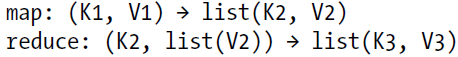 map: (K1, V1) → list(K2, V2)
reduce: (K2, list(V2)) → list(K3, V3)